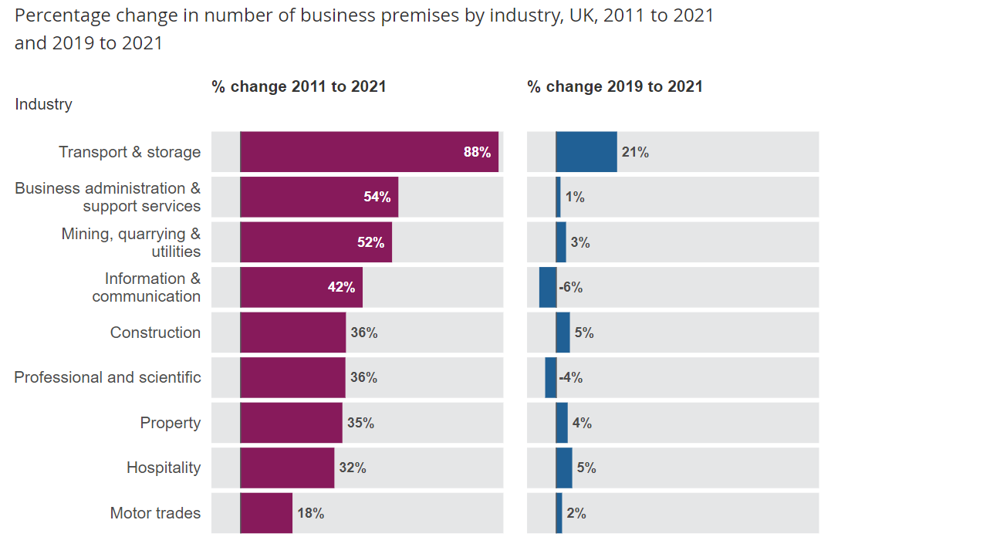 Percentage change in number of business premises by industry, UK, 2011 to 2021
and 2019 to 2021
% change 2011 to 2021
% change 2019 to 2021
Industry
Transport & storage
88%
21%
Business administration &
support services
54%
1%
Mining, quarrying &
utilities
52%
3%
Information &
communication
42%
-6%
Construction
36%
5%
Professional and scientific
36%
-4%
Property
35%
4%
Hospitality
32%
5%
Motor trades
18%
2%